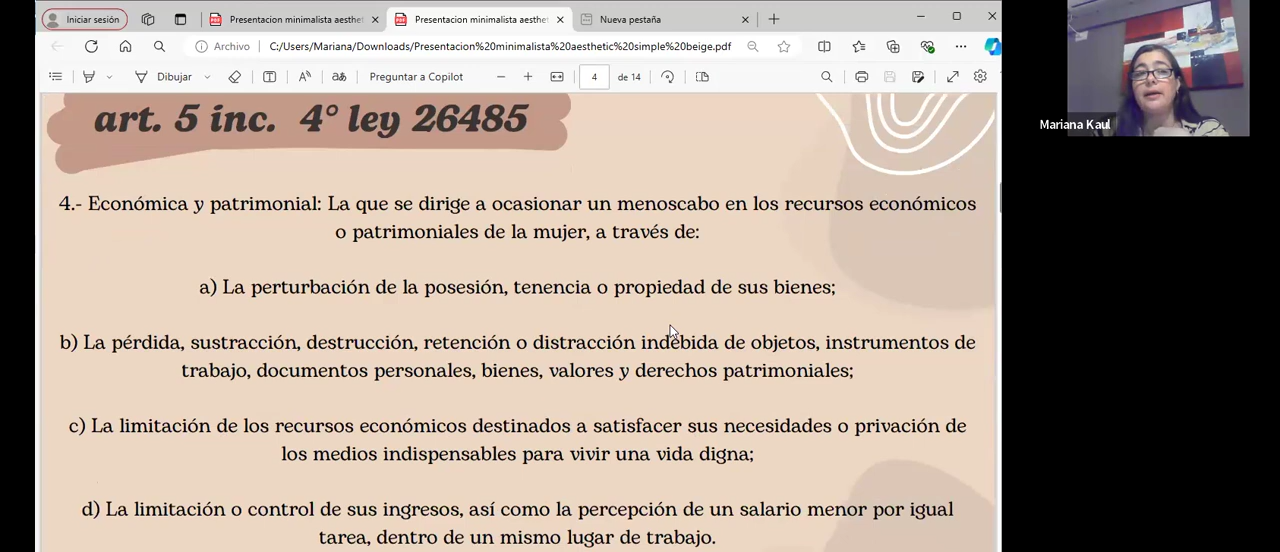 Iniciar sesión
Presentacion minimalista aesthet
Presentacion minimalista aesthet
Nueva pestaña
Archivo
C:/Users/Mariana/Downloads/Presentacion%20minimalista%20aesthetic%20simple%20beige.pdf
Dibujar
Preguntar a Copilot
4
de 14
Mariana Kaul
art. 5 inc. 4° ley 26485
4.- Económica y patrimonial: La que se dirige a ocasionar un menoscabo en los recursos económicos
o patrimoniales de la mujer, a través de:
a) La perturbación de la posesión, tenencia o propiedad de sus bienes;
b) La pérdida, sustracción, destrucción, retención o distracción indebida de objetos, instrumentos de
trabajo, documentos personales, bienes, valores y derechos patrimoniales;
c) La limitación de los recursos económicos destinados a satisfacer sus necesidades o privación de
los medios indispensables para vivir una vida digna;
d) La limitación o control de sus ingresos, así como la percepción de un salario menor por igual
tarea, dentro de un mismo lugar de trabajo.